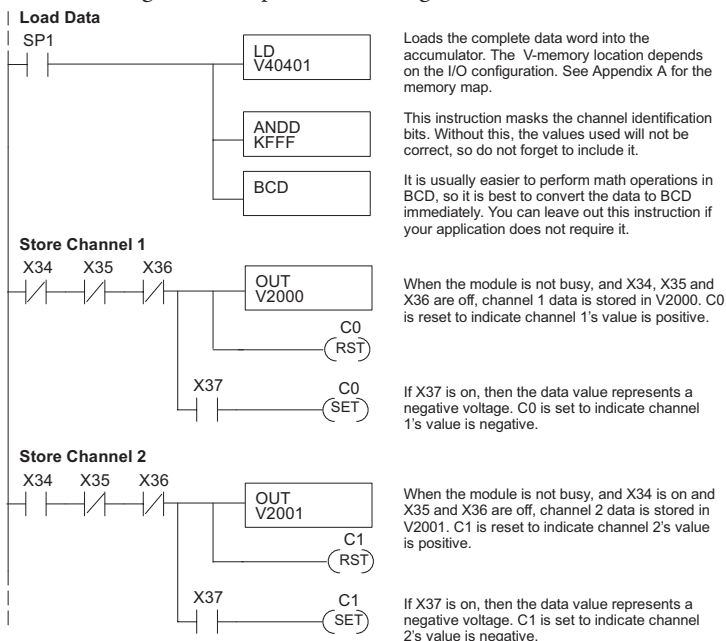 Load Data
SP1
LD
V40401
Loads the complete data word into the
accumulator. The V-memory location depends
on the I/O configuration. See Appendix A for the
memory map.
ANDD
KFFF
This instruction masks the channel identification
bits. Without this, the values used will not be
correct, so do not forget to include it.
BCD
It is usually easier to perform math operations in
BCD, so it is best to convert the data to BCD
immediately. You can leave out this instruction if
your application does not require it.
Store Channel 1
X34 X35 X36
OUT
V2000
When the module is not busy, and X34, X35 and
X36 are off, channel 1 data is stored in V2000. C0
is reset to indicate channel 1's value is positive.
C0
RST
X37
C0
SET
If X37 is on, then the data value represents a
negative voltage. C0 is set to indicate channel
1's value is negative.
Store Channel 2
X34 X35 X36
OUT
V2001
When the module is not busy, and X34 is on and
X35 and X36 are off, channel 2 data is stored in
V2001. C1 is reset to indicate channel 2's value
is positive.
C1
RST
X37
C1
SET
If X37 is on, then the data value represents a
negative voltage. C1 is set to indicate channel
2's value is negative.